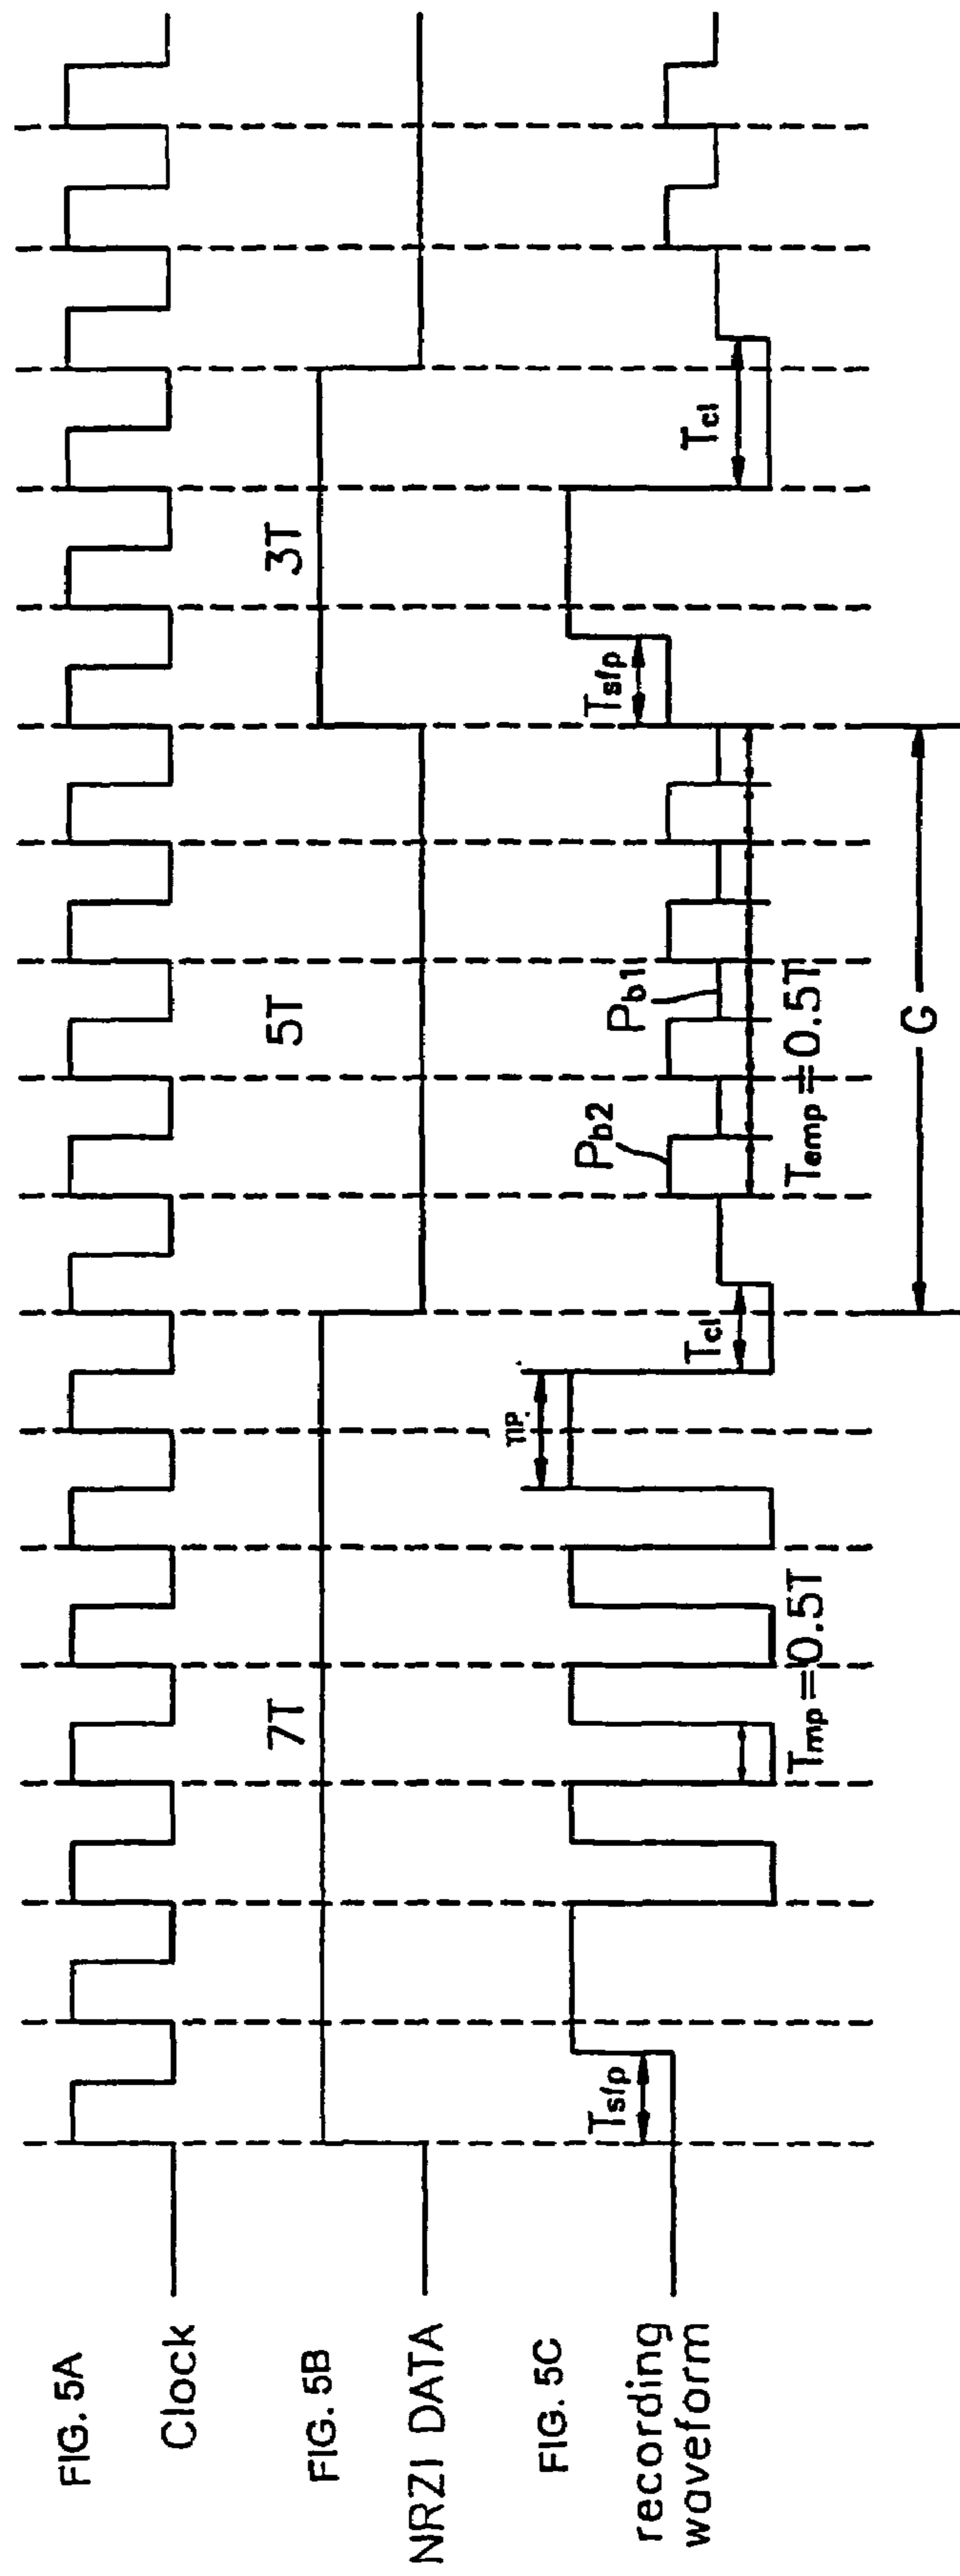 FIG. 5A
Clock
FIG. 5B
NRZI DATA
7T
5T
3T
FIG. 5C
recording
waveform
Tsfp
Tmp=0.5T
Tcl
Pb2
Pb1
Temp≠0.5T
Tsfp
Tcl
G